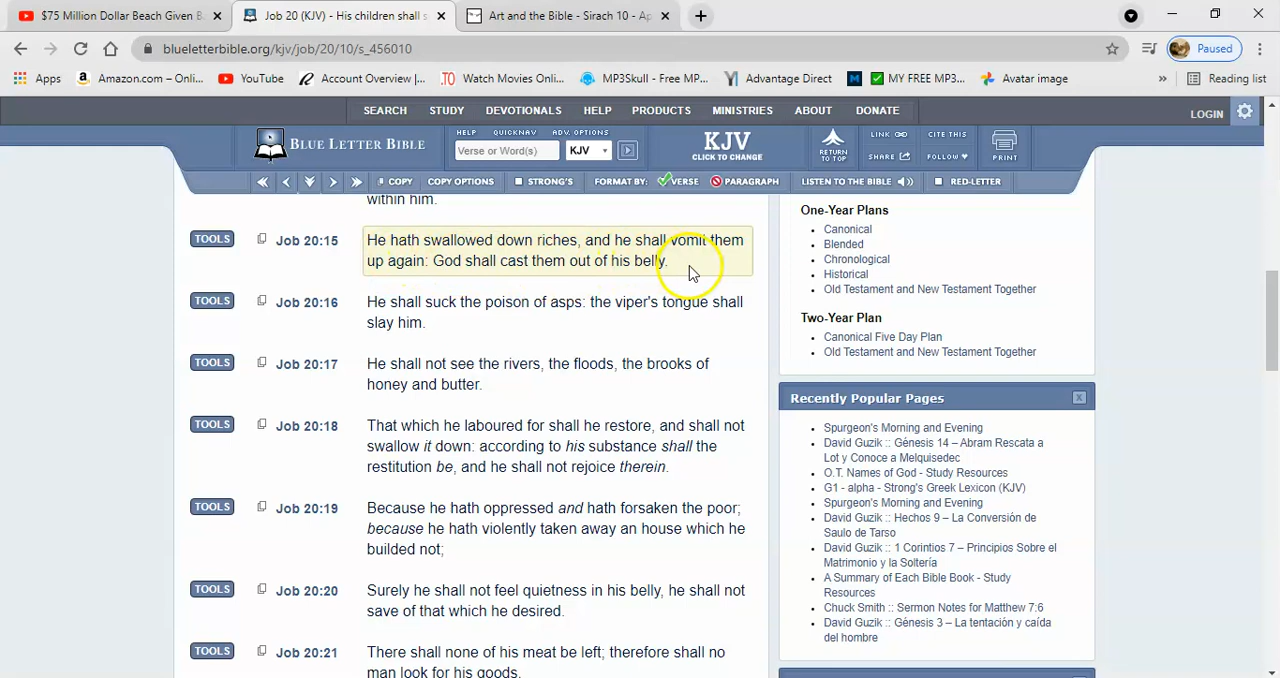 $75 Million Dollar Beach Given B
Job 20 (KJV) - His children shall s
Art and the Bible - Sirach 10 - Ap
blueletterbible.org/kjv/job/20/10/s_456010
Paused
Apps
Amazon.com – Onli...
YouTube
Account Overview |...
Watch Movies Onlin...
MP3Skull - Free MP...
Advantage Direct
MY FREE MP3...
Avatar image
»
Reading list
SEARCH
STUDY
DEVOTIONALS
HELP
PRODUCTS
MINISTRIES
ABOUT
DONATE
LOGIN
BLUE LETTER BIBLE
HELP
QUICKNAV
ADV. OPTIONS
Verse or Word(s)
KJV
KJV
CLICK TO CHANGE
RETURN
TO TOP
LINK
CITE THIS
SHARE
FOLLOW
PRINT
COPY
COPY OPTIONS
STRONG'S
FORMAT BY:
VERSE
PARAGRAPH
LISTEN TO THE BIBLE
RED-LETTER
within him.
TOOLS
Job 20:15
He hath swallowed down riches, and he shall vomit them
up again: God shall cast them out of his belly.
TOOLS
Job 20:16
He shall suck the poison of asps: the viper's tongue shall
slay him.
TOOLS
Job 20:17
He shall not see the rivers, the floods, the brooks of
honey and butter.
TOOLS
Job 20:18
That which he laboured for shall he restore, and shall not
swallow it down: according to his substance shall the
restitution be, and he shall not rejoice therein.
TOOLS
Job 20:19
Because he hath oppressed and hath forsaken the poor;
because he hath violently taken away an house which he
builded not;
TOOLS
Job 20:20
Surely he shall not feel quietness in his belly, he shall not
save of that which he desired.
TOOLS
Job 20:21
There shall none of his meat be left; therefore shall no
man look for his goods.
One-Year Plans
Canonical
Blended
Chronological
Historical
Old Testament and New Testament Together
Two-Year Plan
Canonical Five Day Plan
Old Testament and New Testament Together
Recently Popular Pages
Spurgeon's Morning and Evening
David Guzik :: Génesis 14 – Abram Rescata a
Lot y Conoce a Melquisedec
O.T. Names of God - Study Resources
G1 - alpha - Strong's Greek Lexicon (KJV)
Spurgeon's Morning and Evening
David Guzik :: Hechos 9 – La Conversión de
Saulo de Tarso
David Guzik :: 1 Corintios 7 – Principios Sobre el
Matrimonio y la Soltería
A Summary of Each Bible Book - Study
Resources
Chuck Smith :: Sermon Notes for Matthew 7:6
David Guzik :: Génesis 3 – La tentación y caída
del hombre